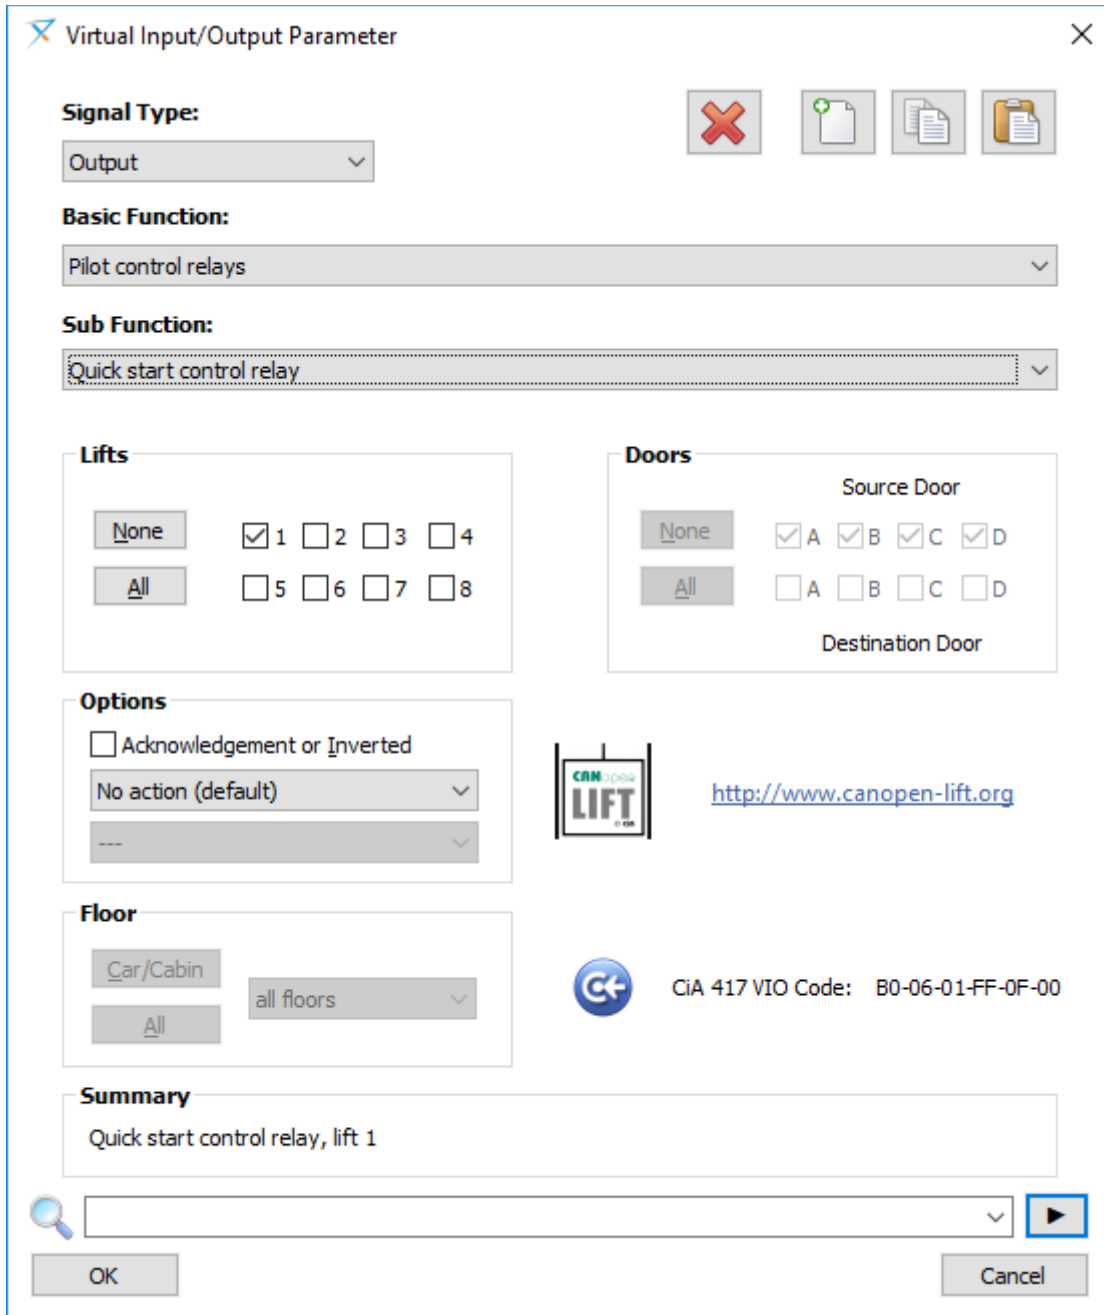 Virtual Input/Output Parameter
Signal Type:
Output
Basic Function:
Pilot control relays
Sub Function:
Quick start control relay
Lifts
None
1 2 3 4
All
5 6 7 8
Doors
Source Door
None
A B C D
All
A B C D
Destination Door
Options
Acknowledgement or Inverted
No action (default)
---
CANopen
LIFT
http://www.canopen-lift.org
Floor
Car/Cabin
all floors
All
CiA 417 VIO Code: B0-06-01-FF-0F-00
Summary
Quick start control relay, lift 1
OK
Cancel